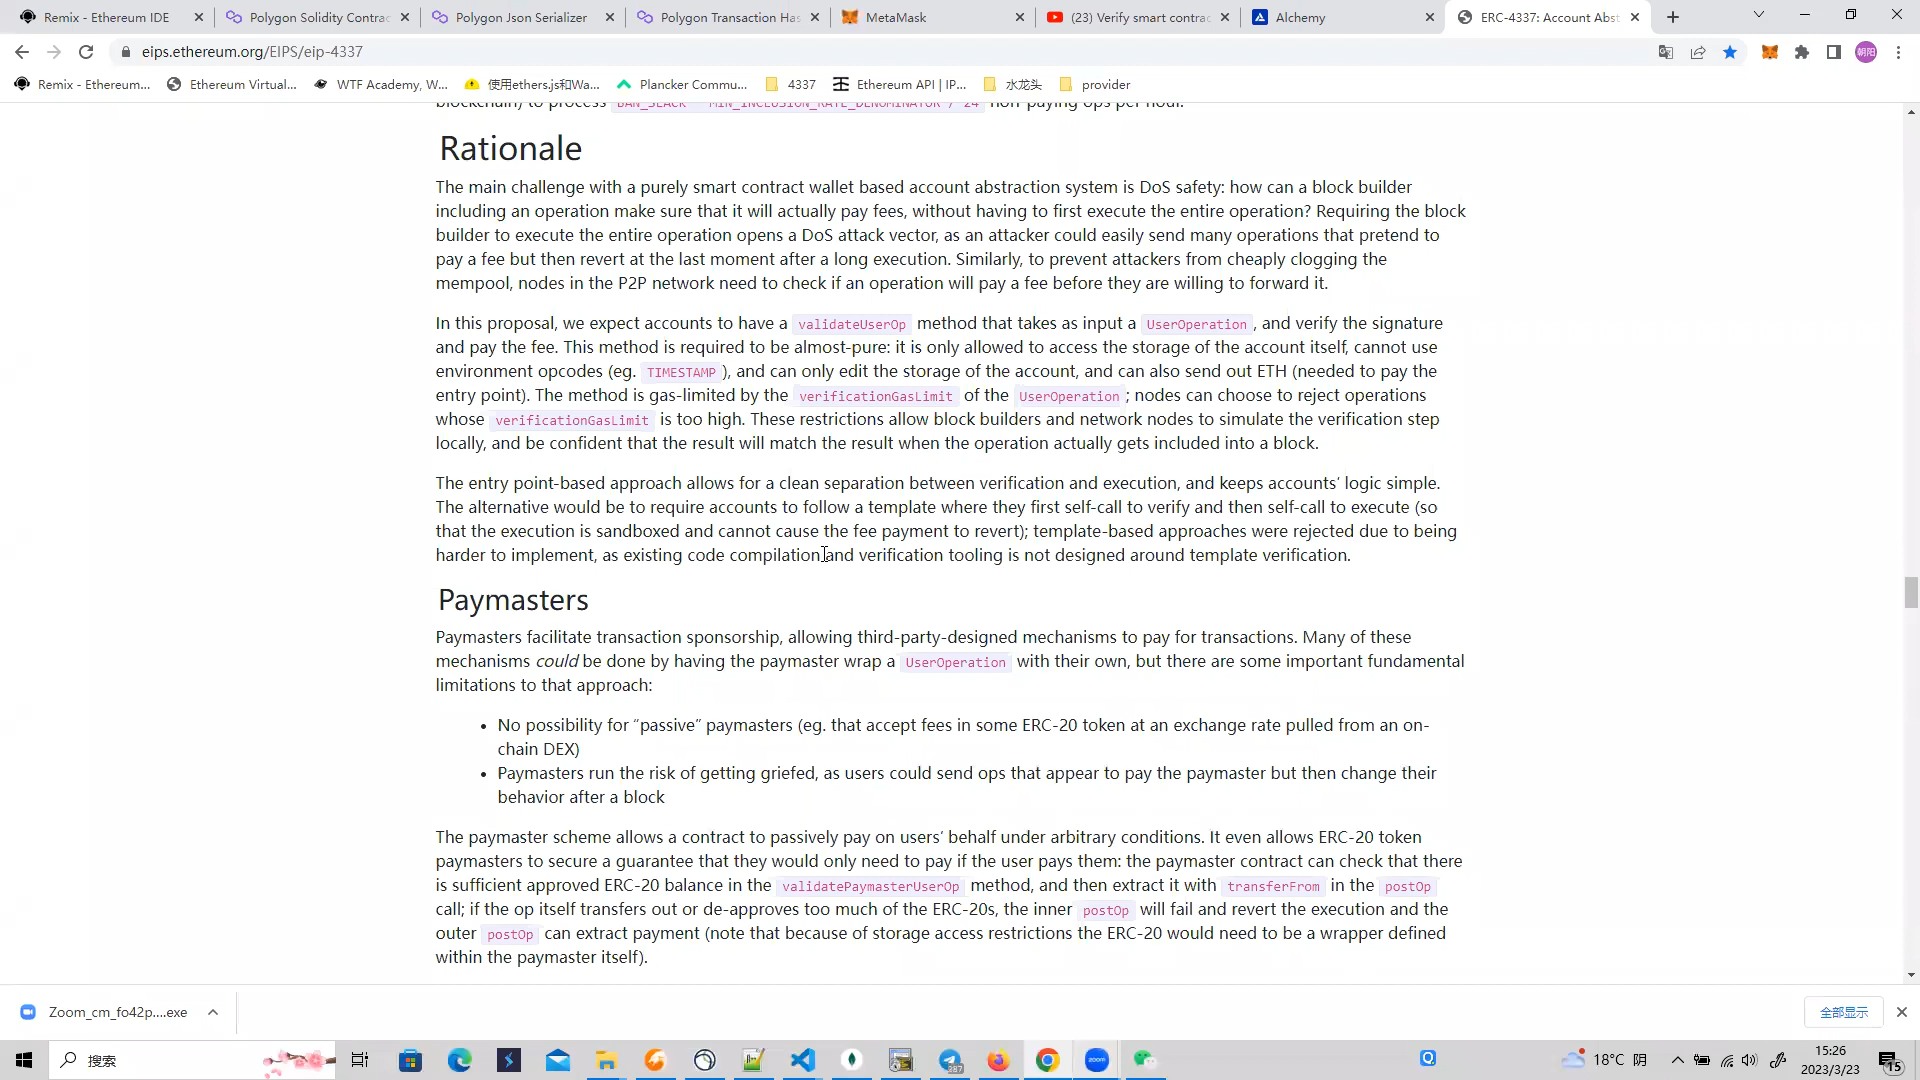 Remix - Ethereum IDE
Polygon Solidity Contrac
Polygon Json Serializer
Polygon Transaction Has
MetaMask
(23) Verify smart contrac
Alchemy
ERC-4337: Account Abst
eips.ethereum.org/EIPS/eip-4337
朝阳
Remix - Ethereum...
Ethereum Virtual...
WTF Academy, W...
使用ethers.js和Wa...
Plancker Commu...
4337
Ethereum API | IP...
水龙头
provider
blockchain) to process BAN_SLACK * MIN_INCLUSION_RATE_DENOMINATOR / 24 non-paying ops per hour.
Rationale
The main challenge with a purely smart contract wallet based account abstraction system is DoS safety: how can a block builder
including an operation make sure that it will actually pay fees, without having to first execute the entire operation? Requiring the block
builder to execute the entire operation opens a DoS attack vector, as an attacker could easily send many operations that pretend to
pay a fee but then revert at the last moment after a long execution. Similarly, to prevent attackers from cheaply clogging the
mempool, nodes in the P2P network need to check if an operation will pay a fee before they are willing to forward it.
In this proposal, we expect accounts to have a validateUserOp method that takes as input a UserOperation, and verify the signature
and pay the fee. This method is required to be almost-pure: it is only allowed to access the storage of the account itself, cannot use
environment opcodes (eg. TIMESTAMP), and can only edit the storage of the account, and can also send out ETH (needed to pay the
entry point). The method is gas-limited by the verificationGasLimit of the UserOperation; nodes can choose to reject operations
whose verificationGasLimit is too high. These restrictions allow block builders and network nodes to simulate the verification step
locally, and be confident that the result will match the result when the operation actually gets included into a block.
The entry point-based approach allows for a clean separation between verification and execution, and keeps accounts’ logic simple.
The alternative would be to require accounts to follow a template where they first self-call to verify and then self-call to execute (so
that the execution is sandboxed and cannot cause the fee payment to revert); template-based approaches were rejected due to being
harder to implement, as existing code compilation and verification tooling is not designed around template verification.
Paymasters
Paymasters facilitate transaction sponsorship, allowing third-party-designed mechanisms to pay for transactions. Many of these
mechanisms could be done by having the paymaster wrap a UserOperation with their own, but there are some important fundamental
limitations to that approach:
• No possibility for “passive” paymasters (eg. that accept fees in some ERC-20 token at an exchange rate pulled from an on-
chain DEX)
• Paymasters run the risk of getting griefed, as users could send ops that appear to pay the paymaster but then change their
behavior after a block
The paymaster scheme allows a contract to passively pay on users’ behalf under arbitrary conditions. It even allows ERC-20 token
paymasters to secure a guarantee that they would only need to pay if the user pays them: the paymaster contract can check that there
is sufficient approved ERC-20 balance in the validatePaymasterUserOp method, and then extract it with transferFrom in the postOp
call; if the op itself transfers out or de-approves too much of the ERC-20s, the inner postOp will fail and revert the execution and the
outer postOp can extract payment (note that because of storage access restrictions the ERC-20 would need to be a wrapper defined
within the paymaster itself).
Zoom_cm_fo42p....exe
全部显示
搜索
387
zoom
18°C 阴
15:26
2023/3/23
15